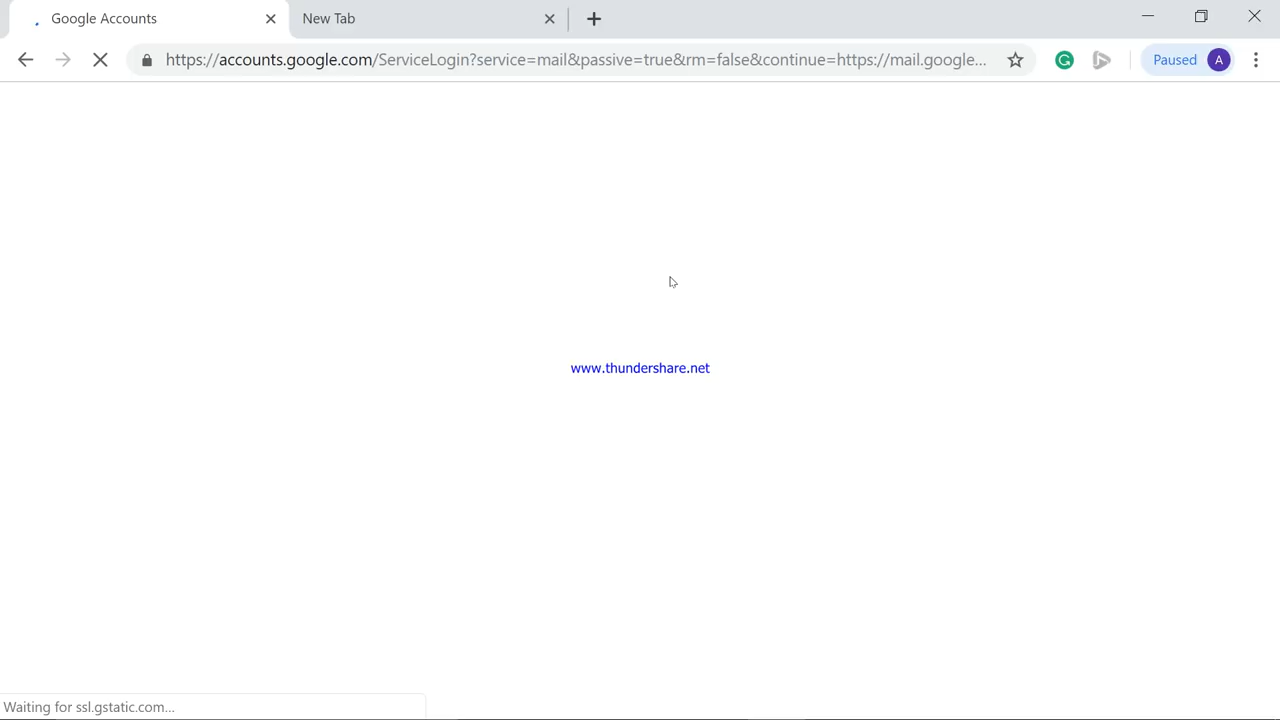 Google Accounts
New Tab
https://accounts.google.com/ServiceLogin?service=mail&passive=true&rm=false&continue=https://mail.google...
Paused
A
www.thundershare.net
Waiting for ssl.gstatic.com...